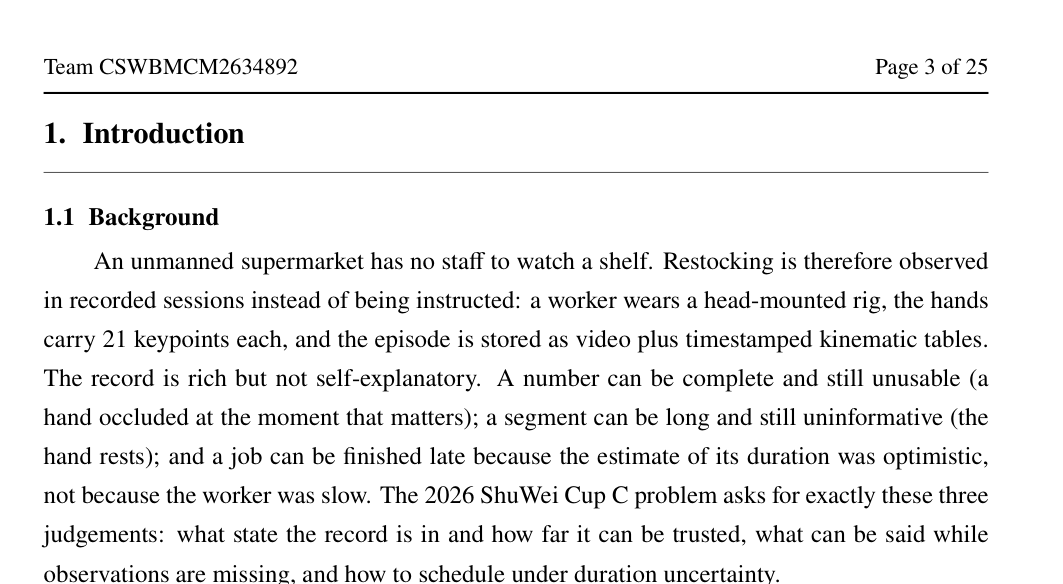 Team CSWBMCM2634892
Page 3 of 25
1. Introduction
1.1 Background
An unmanned supermarket has no staff to watch a shelf. Restocking is therefore observed
in recorded sessions instead of being instructed: a worker wears a head-mounted rig, the hands
carry 21 keypoints each, and the episode is stored as video plus timestamped kinematic tables.
The record is rich but not self-explanatory. A number can be complete and still unusable (a
hand occluded at the moment that matters); a segment can be long and still uninformative (the
hand rests); and a job can be finished late because the estimate of its duration was optimistic,
not because the worker was slow. The 2026 ShuWei Cup C problem asks for exactly these three
judgements: what state the record is in and how far it can be trusted, what can be said while
observations are missing, and how to schedule under duration uncertainty.